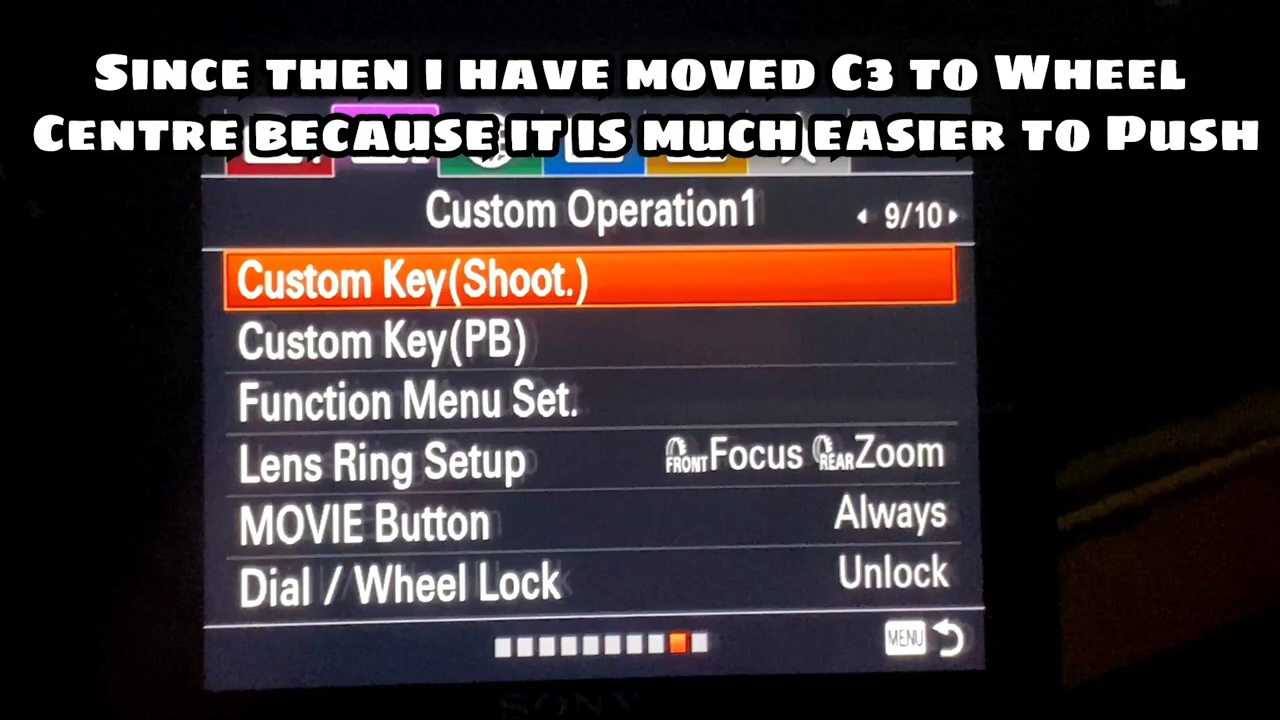 Since then I have moved C3 to Wheel
Centre because it is much easier to Push
Custom Operation1 9/10
Custom Key(Shoot.)
Custom Key(PB)
Function Menu Set.
Lens Ring Setup FRONT Focus REAR Zoom
MOVIE Button Always
Dial / Wheel Lock Unlock
MENU
SONY